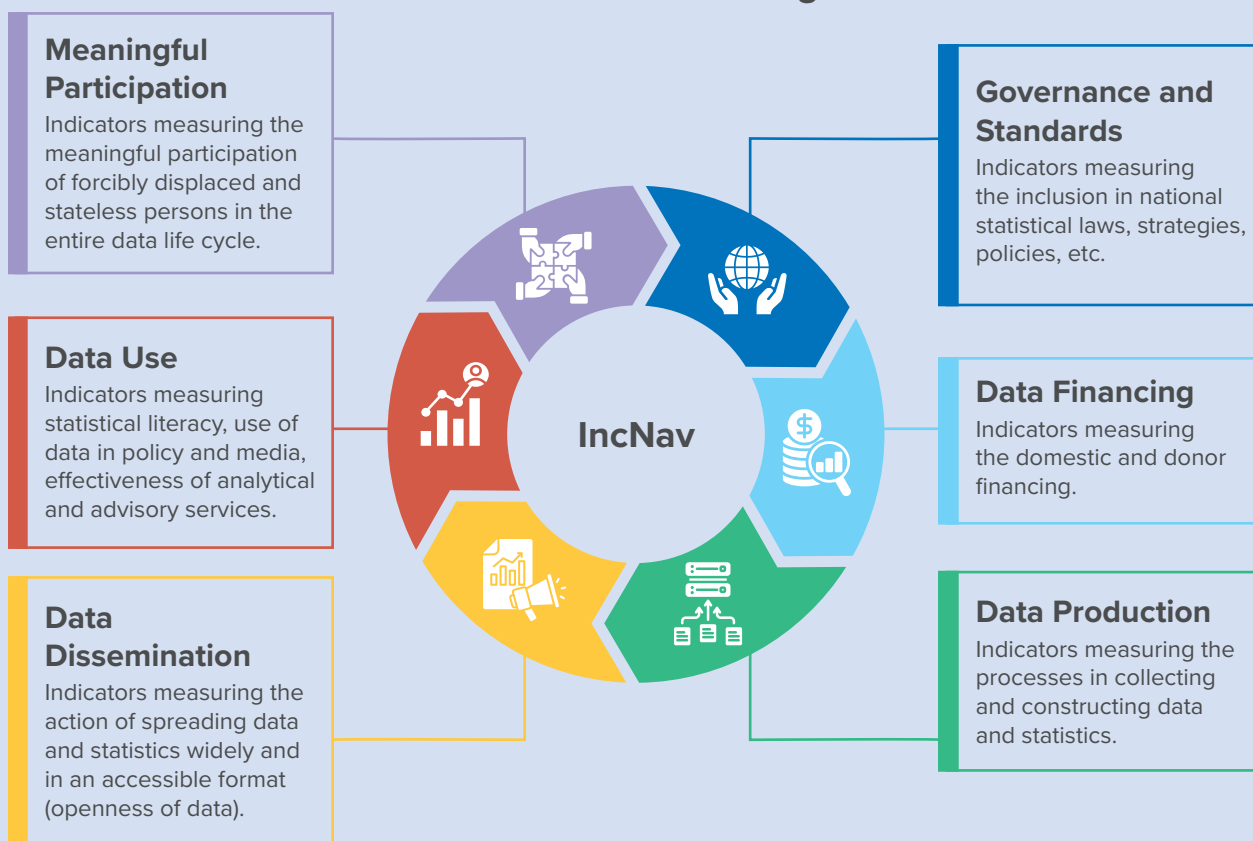 Meaningful
Participation
Indicators measuring the
meaningful participation
of forcibly displaced and
stateless persons in the
entire data life cycle.
Data Use
Indicators measuring
statistical literacy, use of
data in policy and media,
effectiveness of analytical
and advisory services.
Data
Dissemination
Indicators measuring the
action of spreading data
and statistics widely and
in an accessible format
(openness of data).
IncNav
$
Governance and
Standards
Indicators measuring
the inclusion in national
statistical laws, strategies,
policies, etc.
Data Financing
Indicators measuring
the domestic and donor
financing.
Data Production
Indicators measuring the
processes in collecting
and constructing data
and statistics.